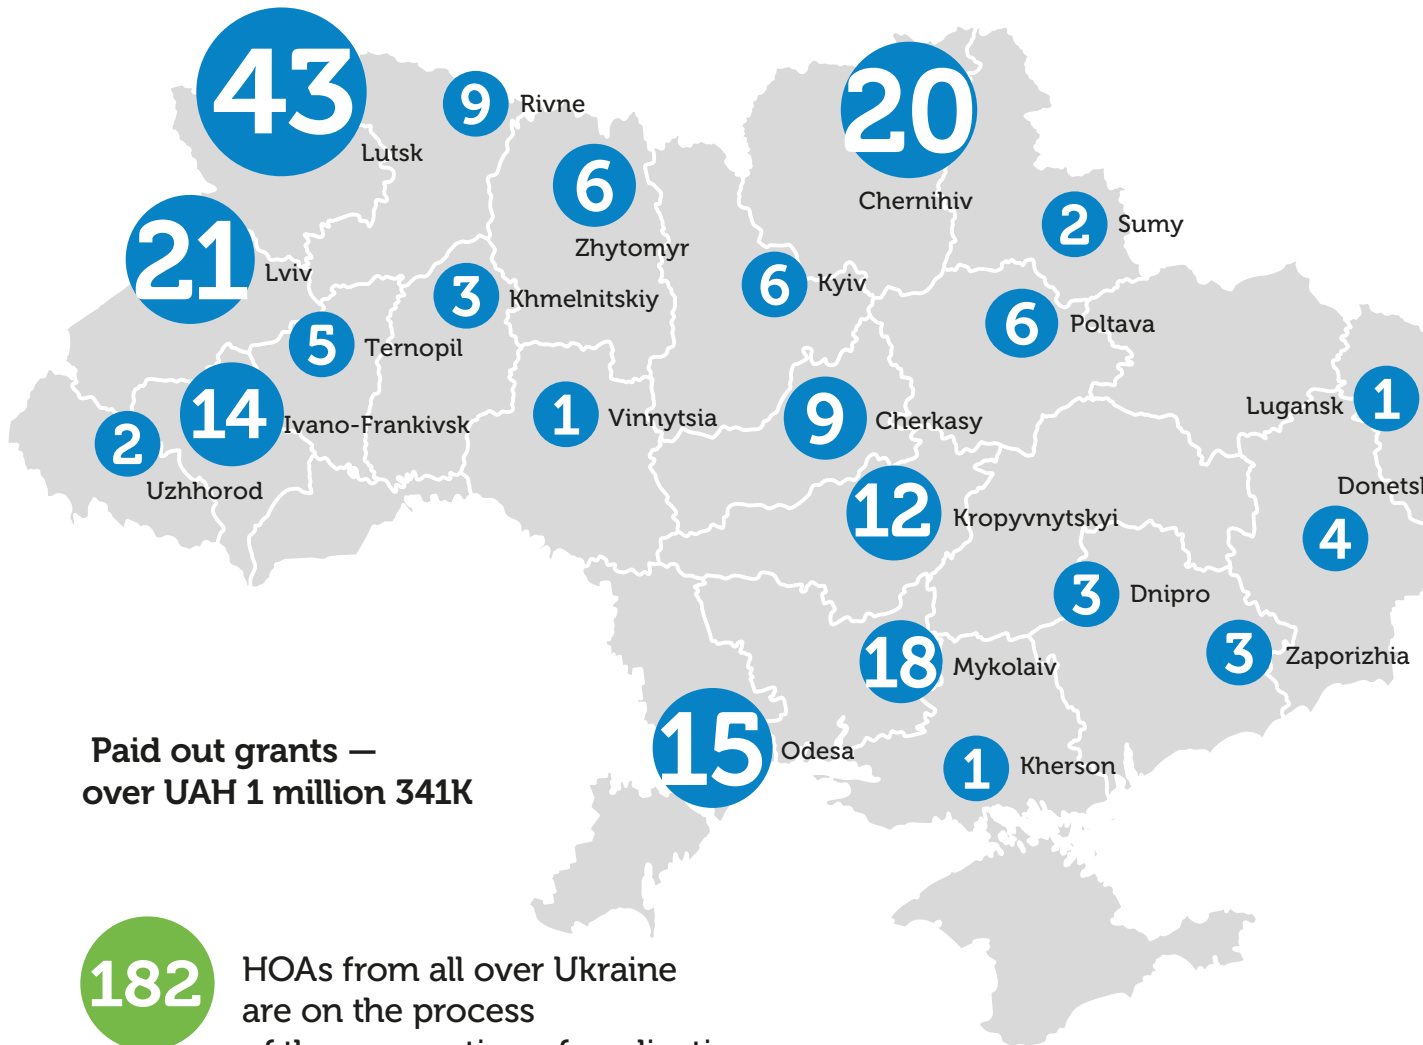 43
Lutsk
9
Rivne
20
Chernihiv
6
Zhytomyr
2
Sumy
21
Lviv
3
Khmelnitskiy
6
Kyiv
6
Poltava
5
Ternopil
14
Ivano-Frankivsk
1
Vinnytsia
9
Cherkasy
Lugansk
1
2
Uzhhorod
12
Kropyvnytskyi
4
3
Dnipro
3
Zaporizhia
18
Mykolaiv
15
Odesa
1
Kherson
Paid out grants —
over UAH 1 million 341K
182
HOAs from all over Ukraine
are on the process